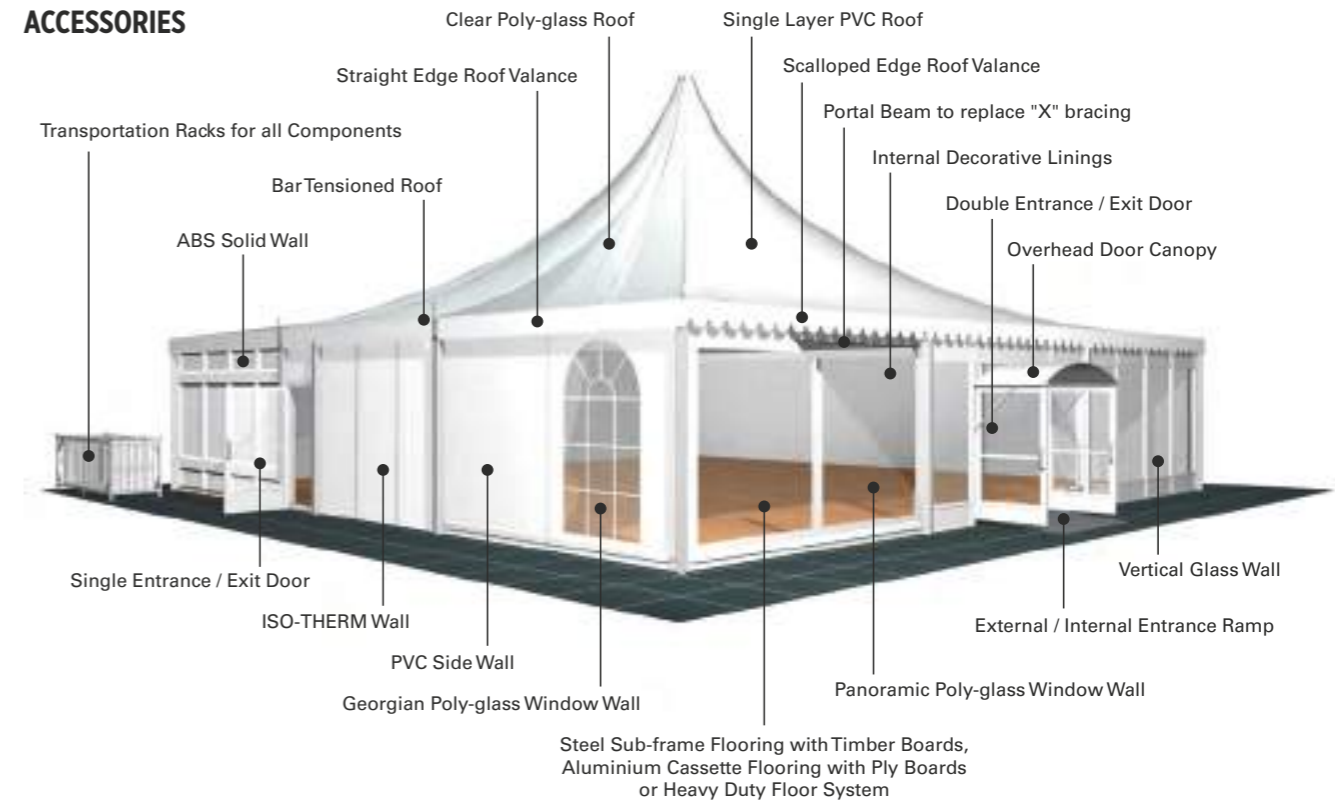 ACCESSORIES
Clear Poly-glass Roof
Single Layer PVC Roof
Straight Edge Roof Valance
Scalloped Edge Roof Valance
Portal Beam to replace "X" bracing
Transportation Racks for all Components
Internal Decorative Linings
Bar Tensioned Roof
Double Entrance / Exit Door
ABS Solid Wall
Overhead Door Canopy
Single Entrance / Exit Door
Vertical Glass Wall
ISO-THERM Wall
External / Internal Entrance Ramp
PVC Side Wall
Georgian Poly-glass Window Wall
Panoramic Poly-glass Window Wall
Steel Sub-frame Flooring with Timber Boards,
Aluminium Cassette Flooring with Ply Boards
or Heavy Duty Floor System